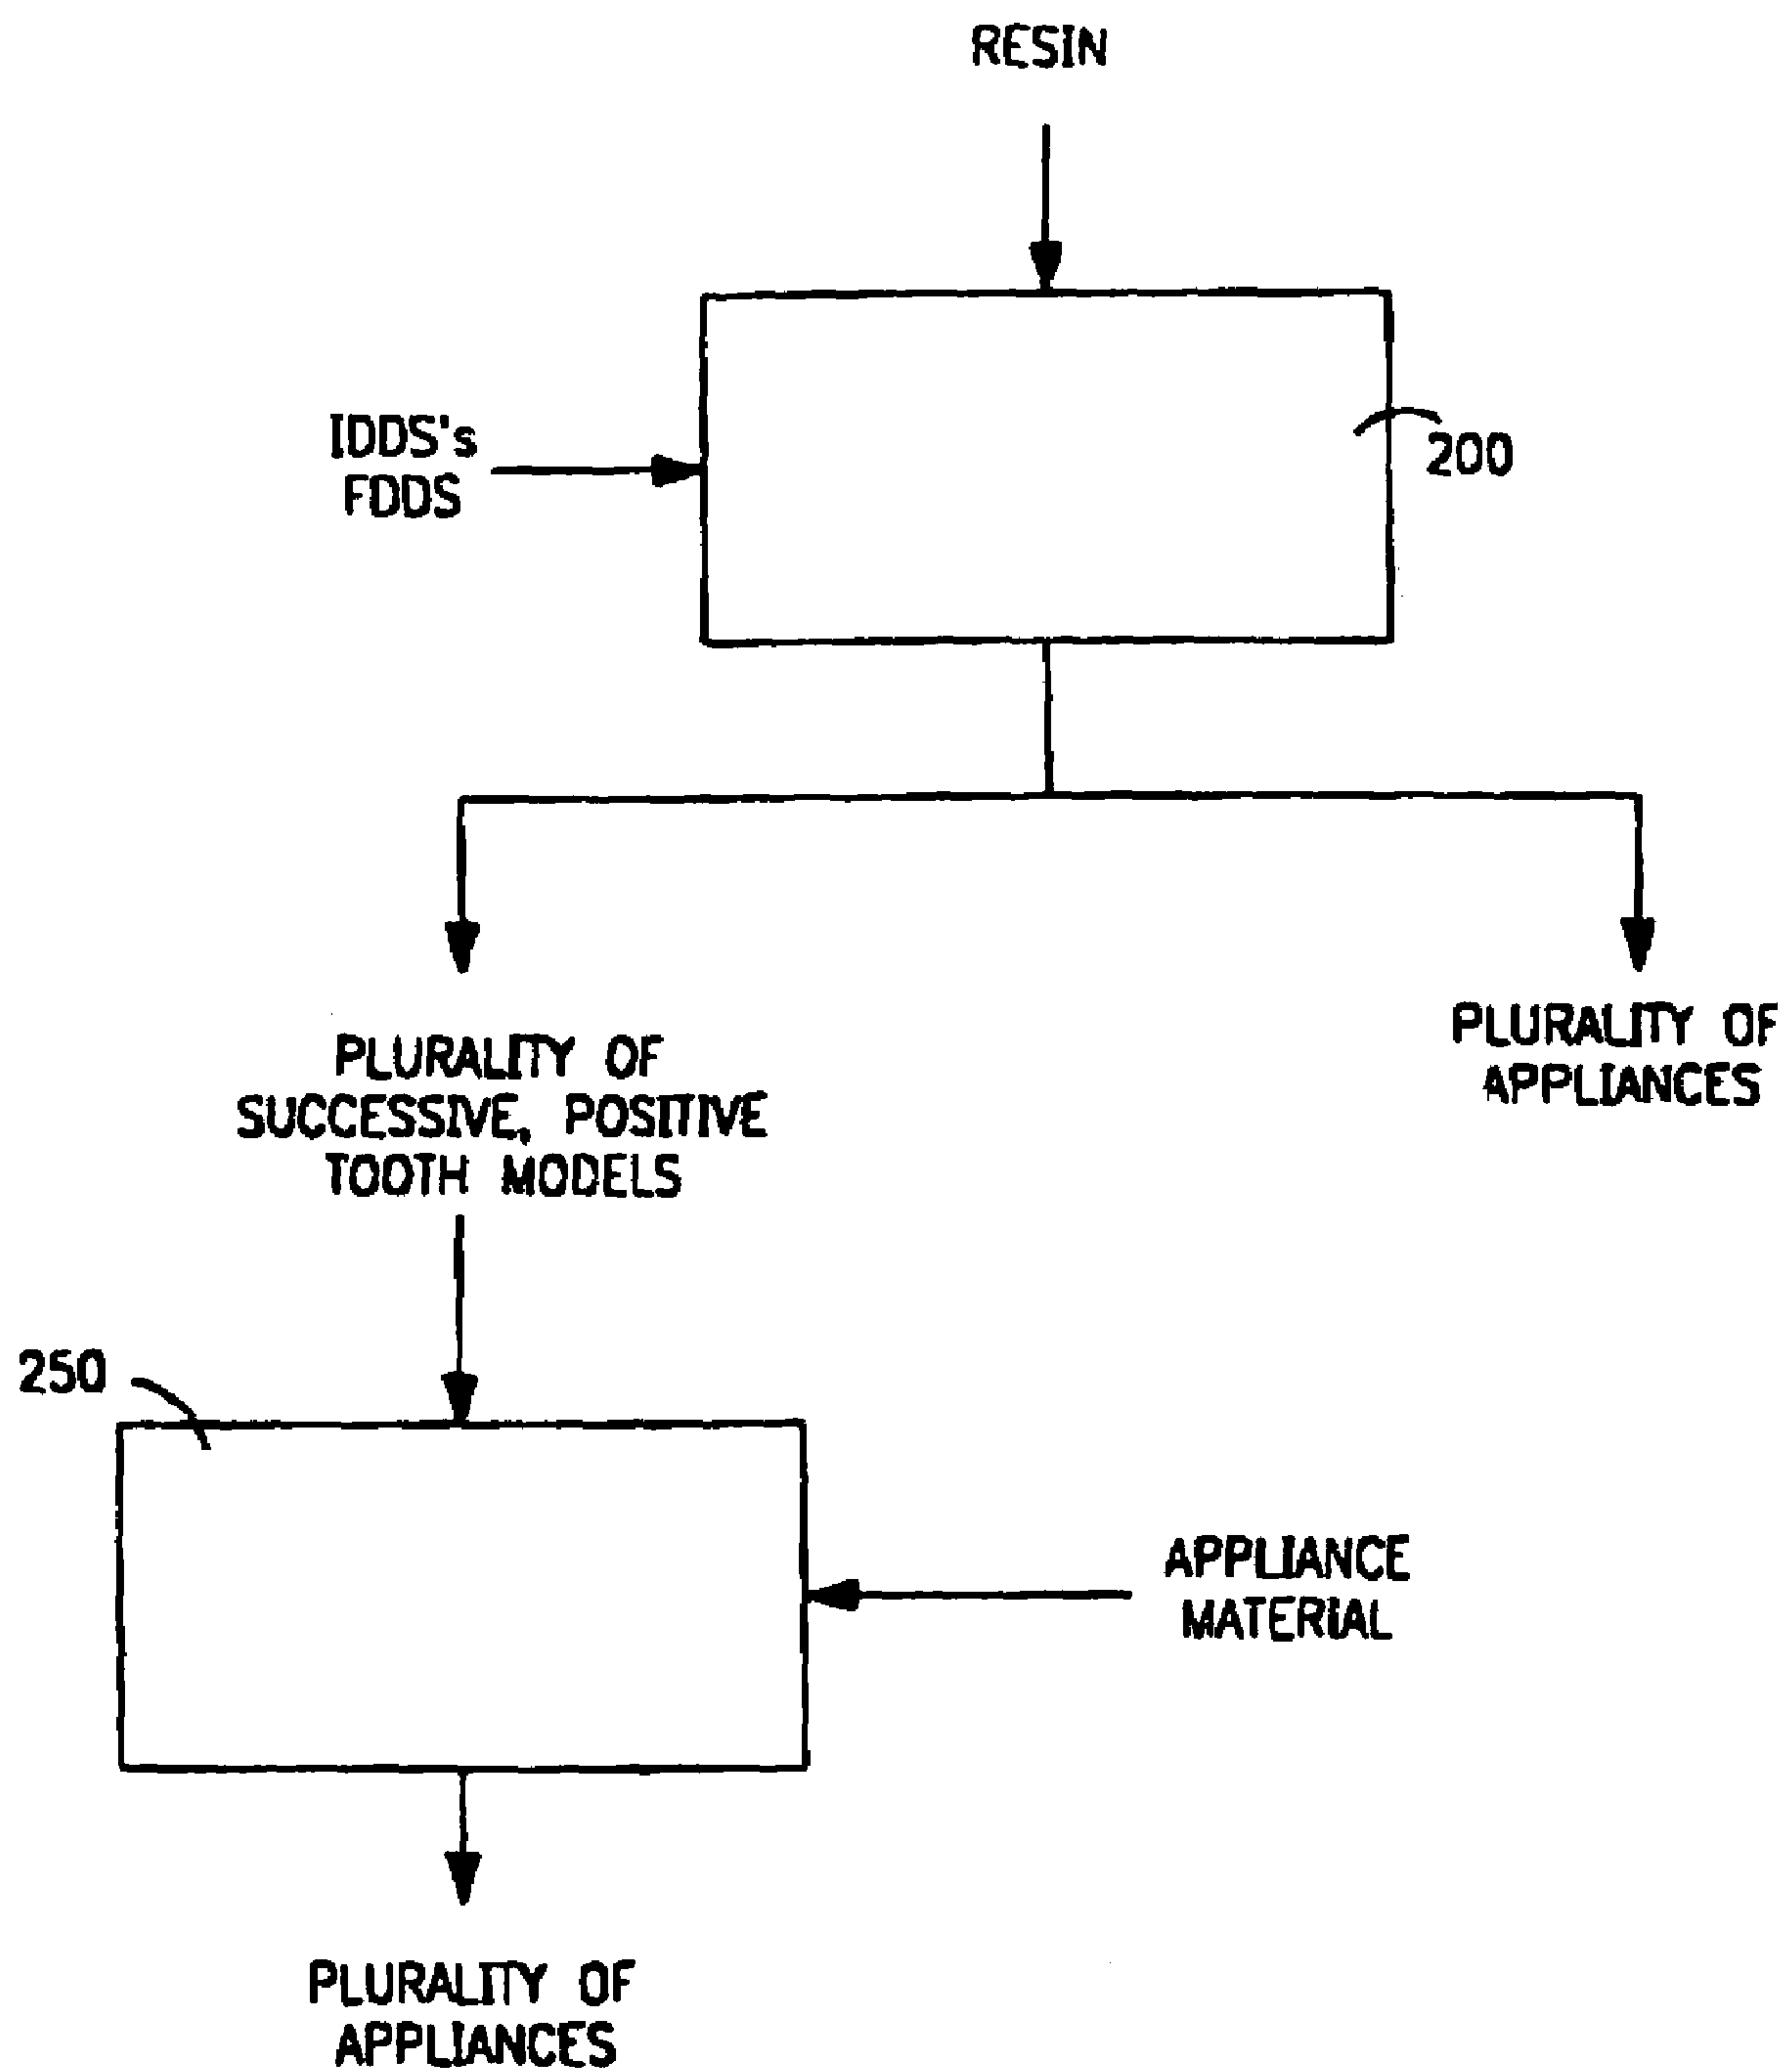 RESIN
IDDS's
FDDS
200
PLURALITY OF
APPLIANCES
PLURALITY OF
SUCCESSIVE, POSITIVE
TOOTH MODELS
250
APPLIANCE
MATERIAL
PLURALITY OF
APPLIANCES